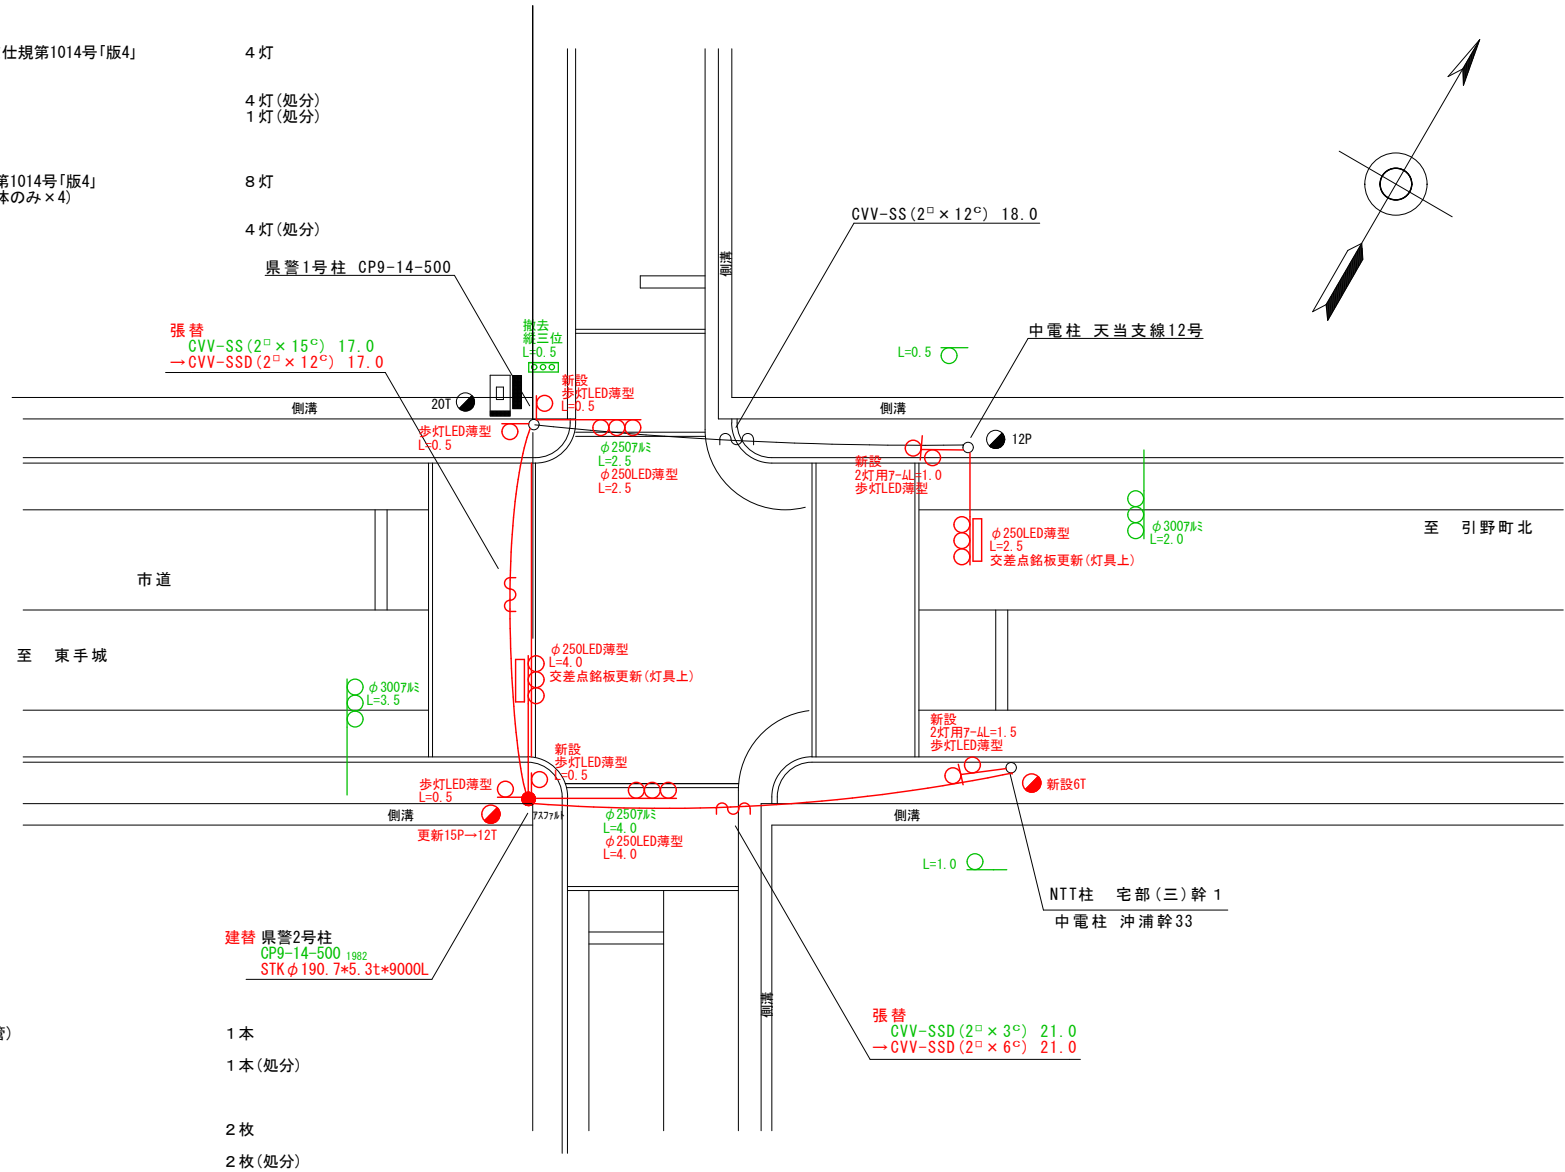 仕規第1014号「版4」 4灯
4灯(処分)
1灯(処分)
第1014号「版4」 8灯
体のみ×4)
4灯(処分)
CVV-SS(2□×12C) 18.0
県警1号柱 CP9-14-500
側溝
張替
CVV-SS(2□×15C) 17.0
→CVV-SSD(2□×12C) 17.0
撤去
縦三位
L=0.5
中電柱 天当支線12号
L=0.5
新設
歩灯LED薄型
L=0.5
20T
側溝
側溝
歩灯LED薄型
L=0.5
12P
φ250アルミ
L=2.5
φ250LED薄型
L=2.5
新設
2灯用アームL=1.0
歩灯LED薄型
φ250LED薄型
L=2.5
交差点銘板更新(灯具上)
φ300アルミ
L=2.0
至 引野町北
市道
至 東手城
φ250LED薄型
L=4.0
交差点銘板更新(灯具上)
φ300アルミ
L=3.5
新設
2灯用アームL=1.5
歩灯LED薄型
新設
歩灯LED薄型
L=0.5
歩灯LED薄型
L=0.5
新設6T
側溝
アスファルト
φ250アルミ
L=4.0
φ250LED薄型
L=4.0
側溝
更新15P→12T
L=1.0
NTT柱 宅部(三)幹1
中電柱 沖浦幹33
建替 県警2号柱
CP9-14-500 1982
STKφ190.7*5.3t*9000L
側溝
張替
CVV-SSD(2□×3C) 21.0
→CVV-SSD(2□×6C) 21.0
管) 1本
1本(処分)
2枚
2枚(処分)